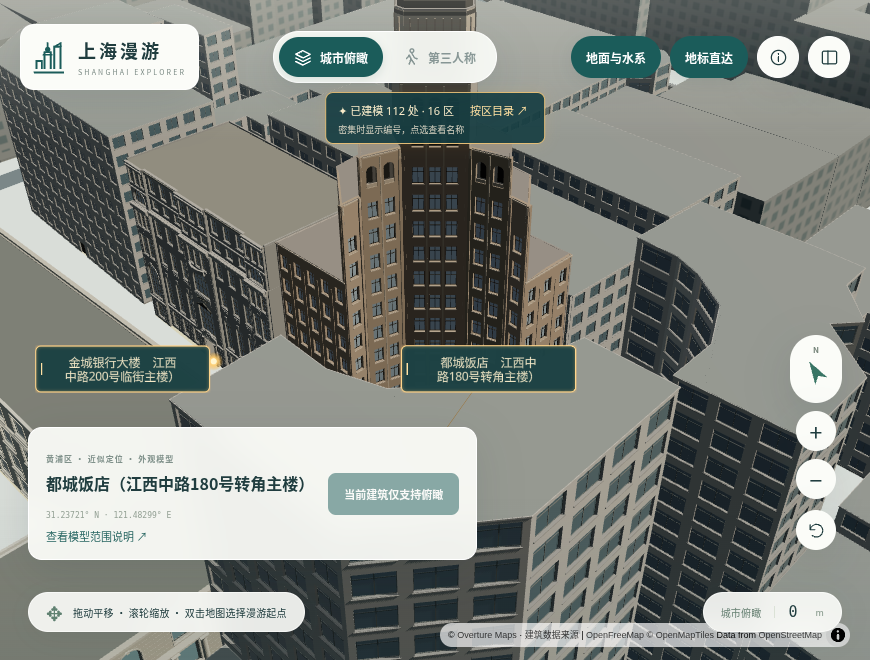 上海漫游
SHANGHAI EXPLORER
城市俯瞰
第三人称
地面与水系
地标直达
✦ 已建模 112 处 · 16 区 按区目录 ↗
密集时显示编号，点选查看名称
金城银行大楼 江西
中路200号临街主楼）
都城饭店 江西中
路180号转角主楼）
N
黄浦区 · 近似定位 · 外观模型
都城饭店（江西中路180号转角主楼）
当前建筑仅支持俯瞰
31.23721° N · 121.48299° E
查看模型范围说明 ↗
拖动平移 · 滚轮缩放 · 双击地图选择漫游起点
城市俯瞰 0 m
© Overture Maps · 建筑数据来源 | OpenFreeMap © OpenMapTiles Data from OpenStreetMap